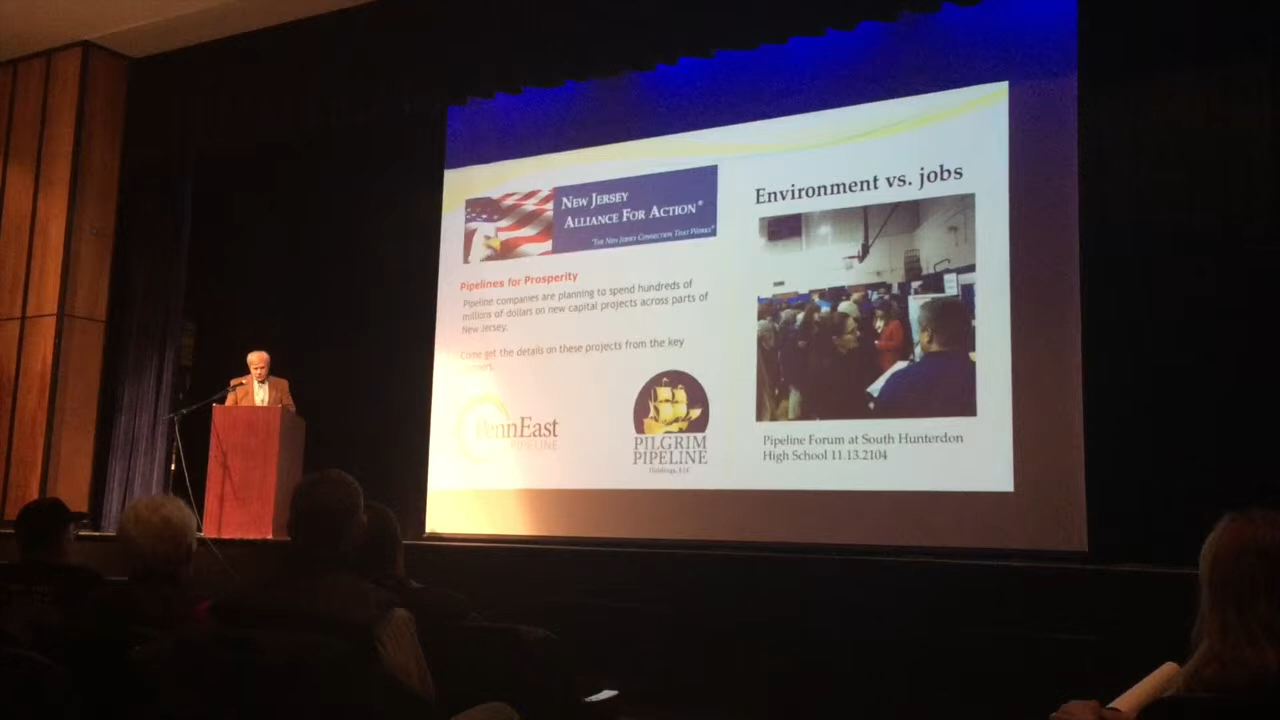 NEW JERSEY
ALLIANCE FOR ACTION®
"THE NEW JERSEY CONNECTION THAT WORKS"
Pipelines for Prosperity
Pipeline companies are planning to spend hundreds of
millions of dollars on new capital projects across parts of
New Jersey.
Come get the details on these projects from the key
PennEast
PIPELINE
PILGRIM
PIPELINE
Holdings, LLC
Environment vs. jobs
Pipeline Forum at South Hunterdon
High School 11.13.2104